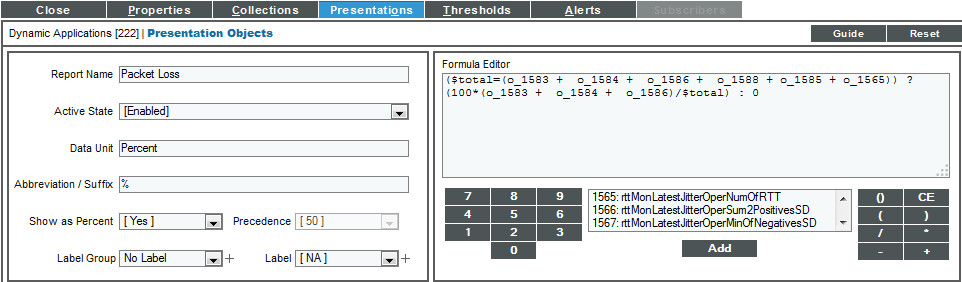 Close Properties Collections Presentations Thresholds Alerts Subscribers
Dynamic Applications [222] | Presentation Objects Guide Reset
Report Name Packet Loss
Active State [Enabled]
Data Unit Percent
Abbreviation / Suffix %
Show as Percent [ Yes ] Precedence [ 50 ]
Label Group No Label + Label [ NA ] +
Formula Editor
($total=(o_1583 + o_1584 + o_1586 + o_1588 + o_1585 + o_1565)) ?
(100*(o_1583 + o_1584 + o_1586)/$total) : 0
7 8 9
4 5 6
1 2 3
0
1565: rttMonLatestJitterOperNumOfRTT
1566: rttMonLatestJitterOperSum2PositivesSD
1567: rttMonLatestJitterOperMinOfNegativesSD
Add
() CE
( )
/ *
- +